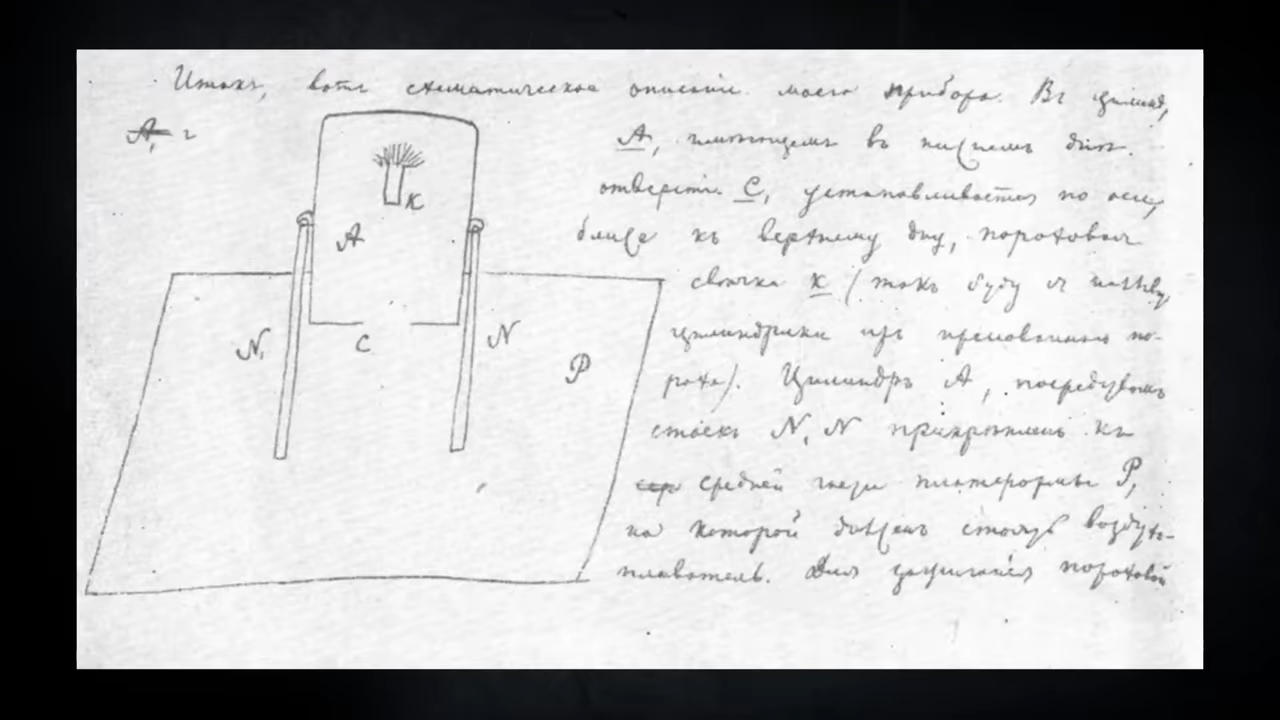 Итакъ, вотъ схематическое описаніе моего прибора. Въ цилинд,
A,
A, имѣющемъ въ нижнемъ днѣ
отверстіе C, устанавливается по оси,
ближе къ верхнему дну, пороховая
свѣчка K (такъ буду я называ
цилиндрики изъ прессованнаго по-
роха). Цилиндръ A, посредствомъ
стоекъ N, N прикрѣпленъ къ
средней части платформы P,
на которой долженъ стоять воздухо-
плаватель. Для зажиганія пороховой
K
A
N,
N
C
P